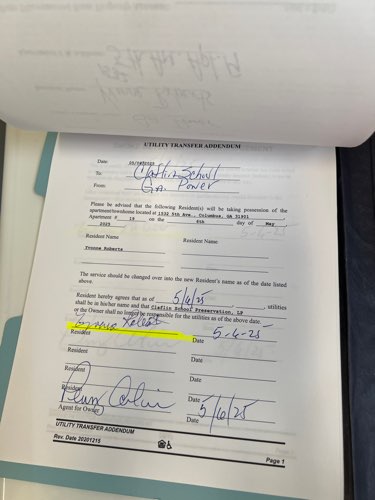 UTILITY TRANSFER ADDENDUM
Date
To: Claflin School
From: Ga. Power
Please be advised that the following Resident(s) will be taking possession of the
apartment/townhome located at 1532 5th Ave., Columbus, GA 31901
Apartment # 19 on the 6th day of May,
2025
Resident Name Resident Name
Yvonne Roberts
The service should be changed over into the new Resident's name as of the date listed
above.
Resident hereby agrees that as of 5/6/25, utilities
shall be in his/her name and that Claflin School Preservation, LP
or the Owner shall no longer be responsible for the utilities as of the above date.
5-6-25
Resident Date
Resident Date
Resident Date
Resident Date
5/6/25
Agent for Owner
UTILITY TRANSFER ADDENDUM
Rev. Date 20201215
Page 1